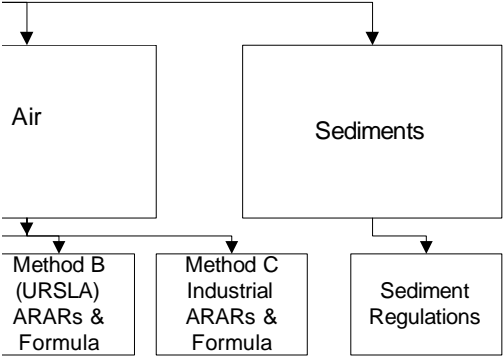 Air
Sediments
Method B
(URSLA)
ARARs &
Formula
Method C
Industrial
ARARs &
Formula
Sediment
Regulations